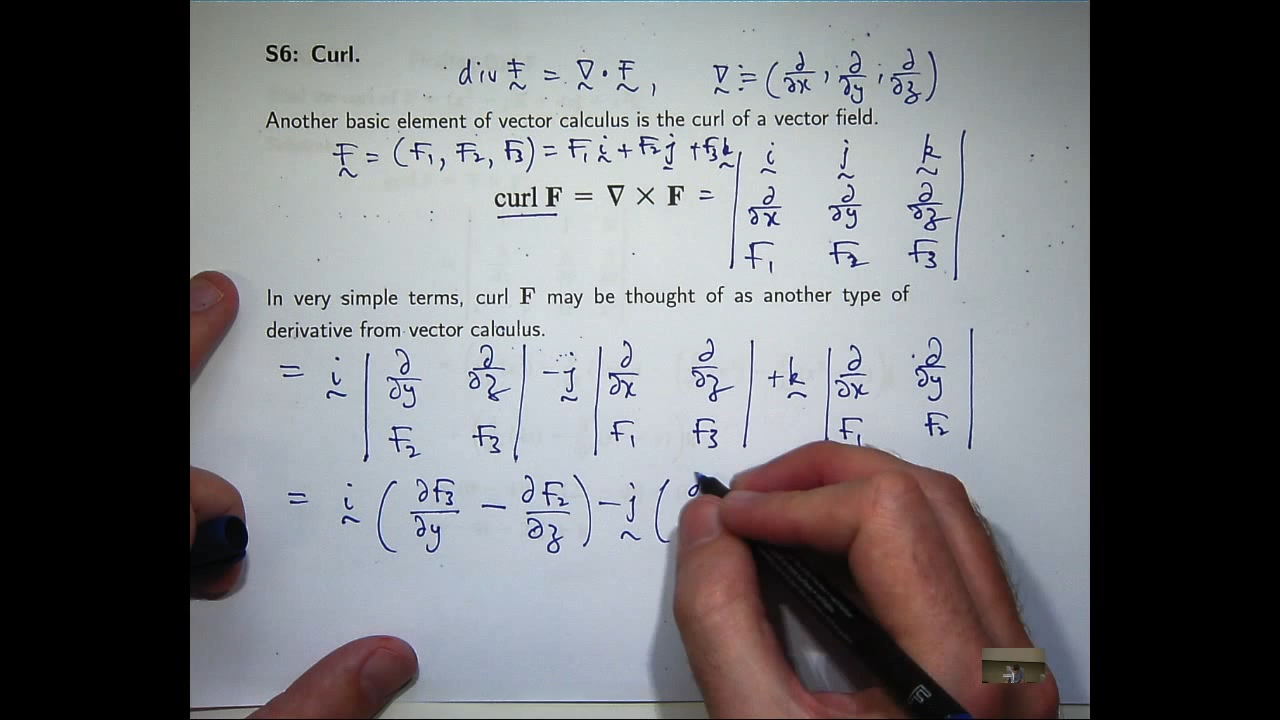 S6: Curl.
div F = ∇ · F , ∇ := (∂/∂x , ∂/∂y , ∂/∂z)
Another basic element of vector calculus is the curl of a vector field.
F = (F₁, F₂, F₃) = F₁ i + F₂ j + F₃ k
curl F = ∇ × F = | i j k |
| ∂/∂x ∂/∂y ∂/∂z |
| F₁ F₂ F₃ |
In very simple terms, curl F may be thought of as another type of
derivative from vector calculus.
= i | ∂/∂y ∂/∂z | - j | ∂/∂x ∂/∂z | + k | ∂/∂x ∂/∂y |
| F₂ F₃ | | F₁ F₃ | | F₁ F₂ |
= i ( ∂F₃/∂y - ∂F₂/∂z ) - j ( ∂